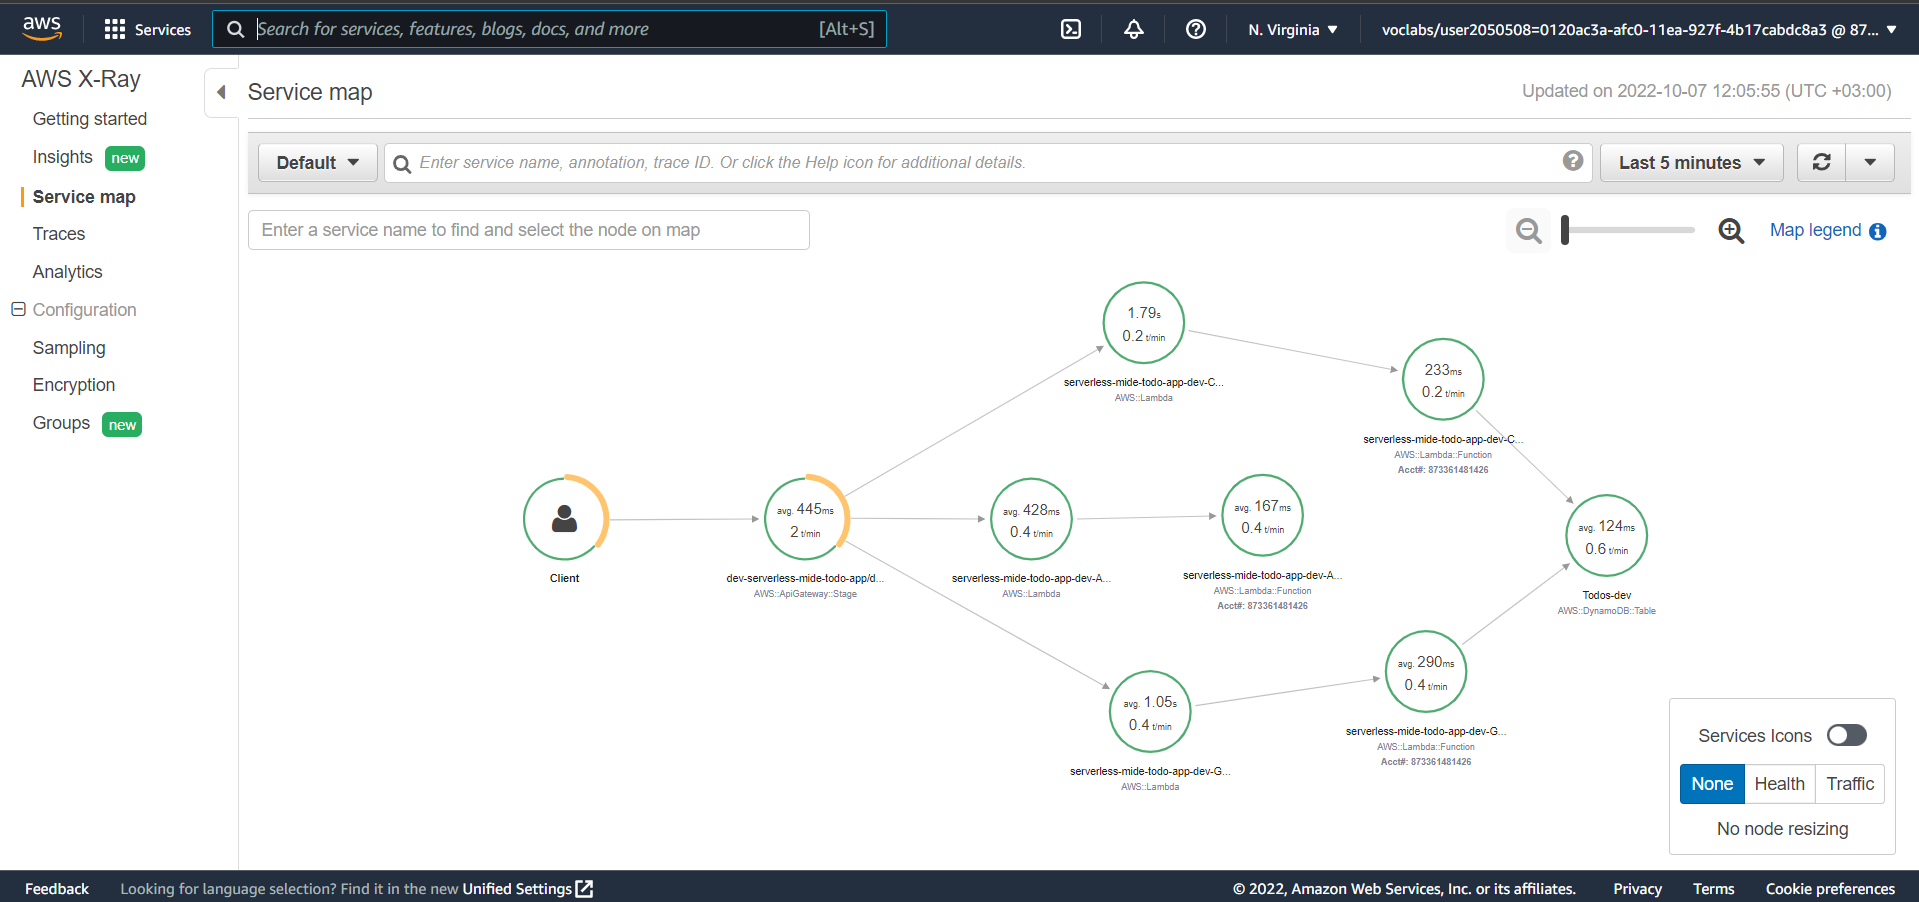 aws
Services
Search for services, features, blogs, docs, and more
[Alt+S]
N. Virginia
voclabs/user2050508=0120ac3a-afc0-11ea-927f-4b17cabdc8a3 @ 87...
AWS X-Ray
Getting started
Insights new
Service map
Traces
Analytics
Configuration
Sampling
Encryption
Groups new
Service map
Updated on 2022-10-07 12:05:55 (UTC +03:00)
Default
Enter service name, annotation, trace ID. Or click the Help icon for additional details.
Last 5 minutes
Enter a service name to find and select the node on map
Map legend
1.79s
0.2 t/min
serverless-mide-todo-app-dev-C...
AWS::Lambda
233ms
0.2 t/min
serverless-mide-todo-app-dev-C...
AWS::Lambda::Function
Acct#: 873361481426
Client
avg. 445ms
2 t/min
dev-serverless-mide-todo-app/d...
AWS::ApiGateway::Stage
avg. 428ms
0.4 t/min
serverless-mide-todo-app-dev-A...
AWS::Lambda
avg. 167ms
0.4 t/min
serverless-mide-todo-app-dev-A...
AWS::Lambda::Function
Acct#: 873361481426
avg. 124ms
0.6 t/min
Todos-dev
AWS::DynamoDB::Table
avg. 1.05s
0.4 t/min
serverless-mide-todo-app-dev-G...
AWS::Lambda
avg. 290ms
0.4 t/min
serverless-mide-todo-app-dev-G...
AWS::Lambda::Function
Acct#: 873361481426
Services Icons
None Health Traffic
No node resizing
Feedback
Looking for language selection? Find it in the new Unified Settings
© 2022, Amazon Web Services, Inc. or its affiliates.
Privacy
Terms
Cookie preferences